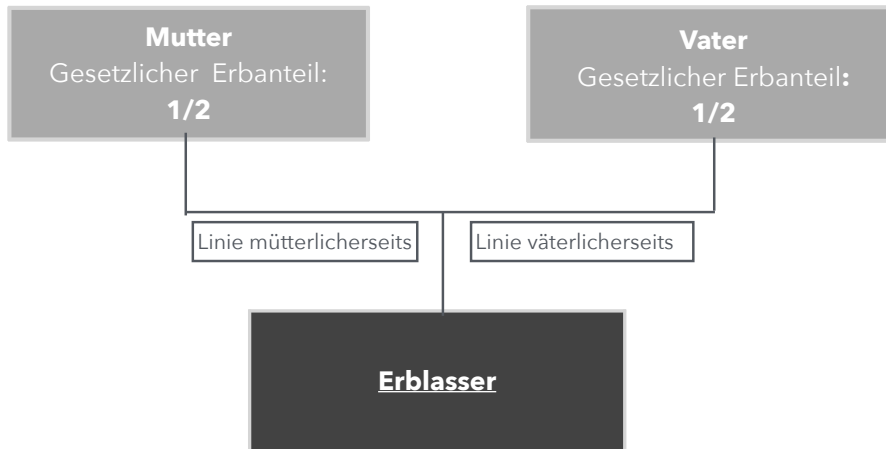 Mutter
Gesetzlicher Erbanteil:
1/2
Vater
Gesetzlicher Erbanteil:
1/2
Linie mütterlicherseits
Linie väterlicherseits
Erblasser